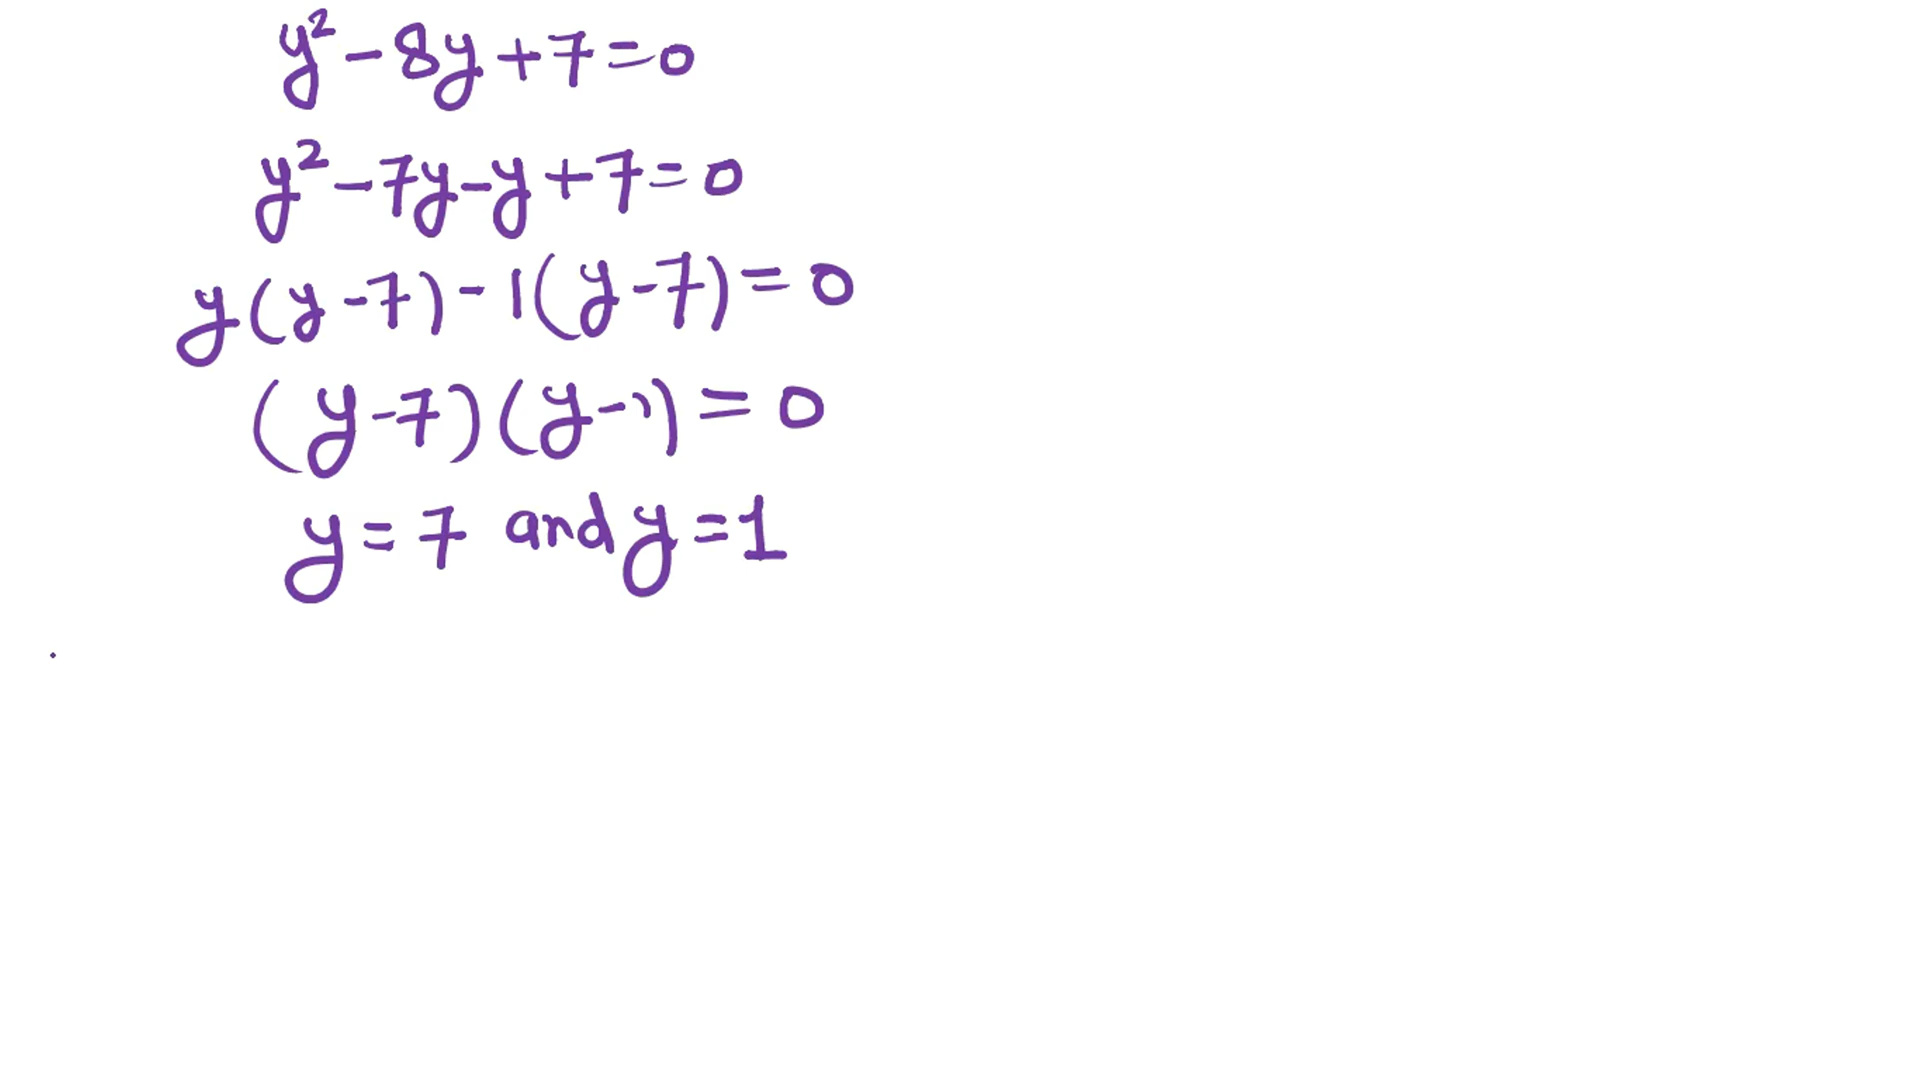 y² - 8y + 7 = 0
y² - 7y - y + 7 = 0
y(y - 7) - 1(y - 7) = 0
(y - 7)(y - 1) = 0
y = 7 and y = 1